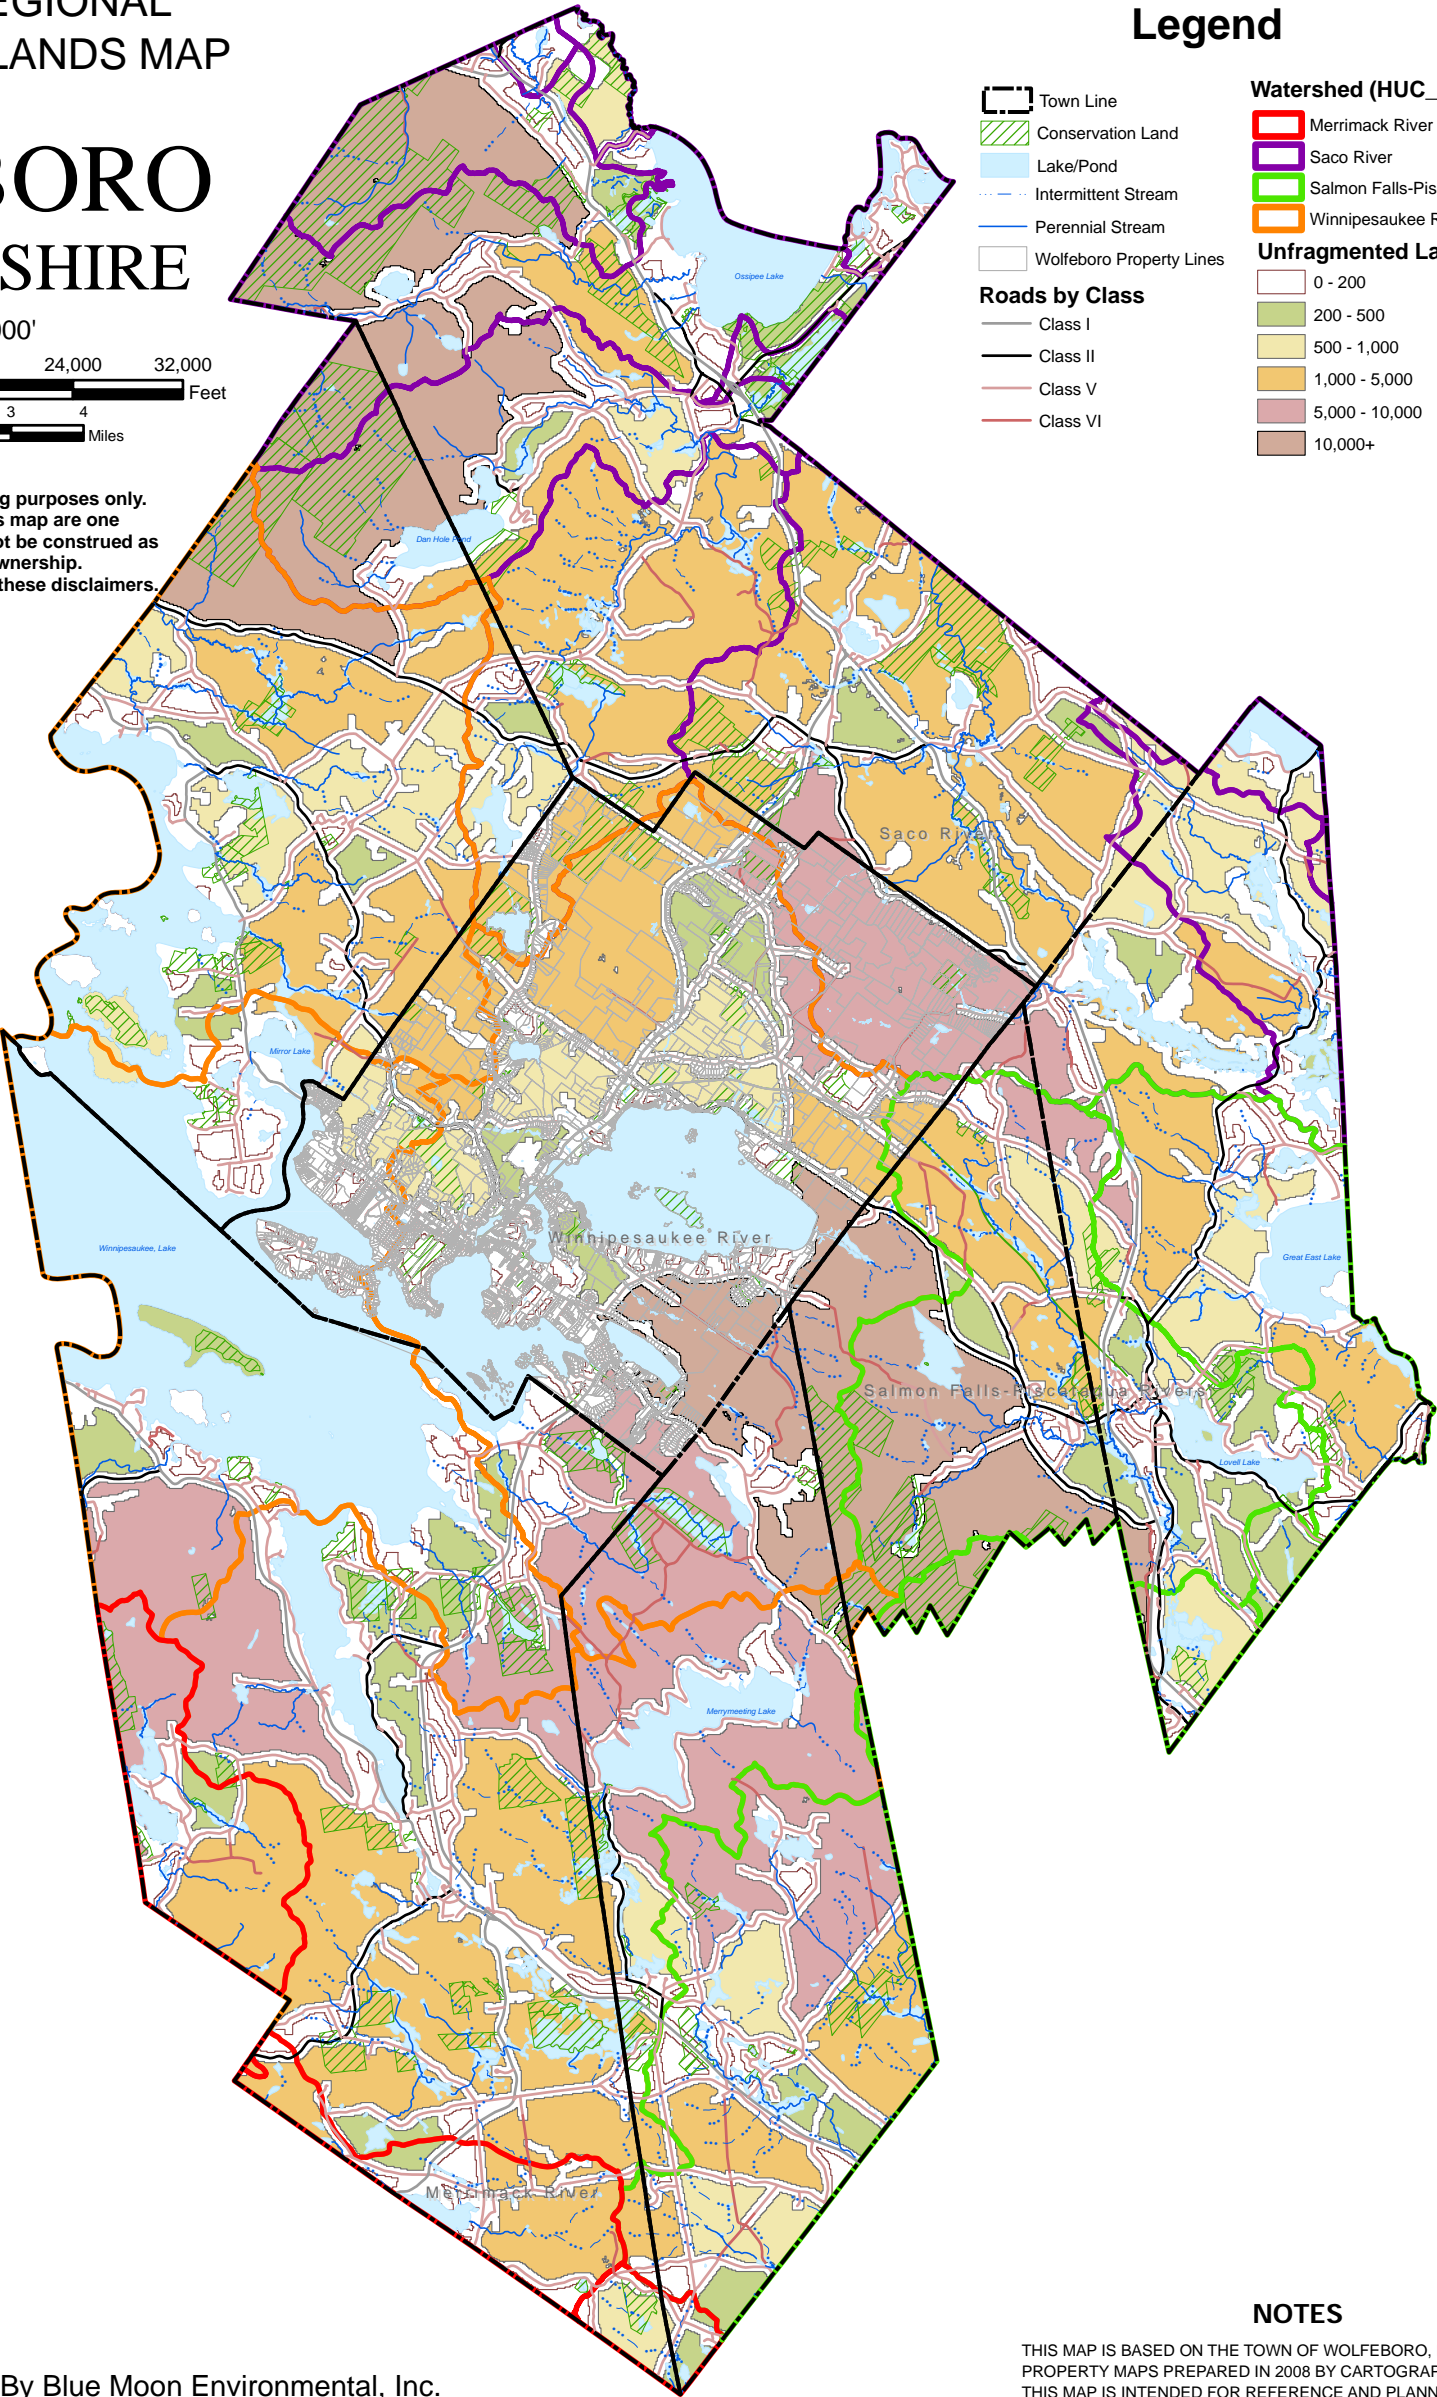 EGIONAL
LANDS MAP
BORO
SHIRE
000'
24,000 32,000
Feet
3 4
Miles
g purposes only.
s map are one
ot be construed as
wnership.
these disclaimers.
Legend
Town Line
Conservation Land
Lake/Pond
Intermittent Stream
Perennial Stream
Wolfeboro Property Lines
Roads by Class
Class I
Class II
Class V
Class VI
Watershed (HUC_
Merrimack River
Saco River
Salmon Falls-Pis
Winnipesaukee R
Unfragmented La
0 - 200
200 - 500
500 - 1,000
1,000 - 5,000
5,000 - 10,000
10,000+
Ossipee Lake
Dan Hole Pond
Saco River
Mirror Lake
Winnipesaukee River
Winnipesaukee, Lake
Great East Lake
Salmon Falls-Piscataqua Rivers
Lovell Lake
Merrymeeting Lake
Merrimack River
NOTES
THIS MAP IS BASED ON THE TOWN OF WOLFEBORO,
PROPERTY MAPS PREPARED IN 2008 BY CARTOGRAP
THIS MAP IS INTENDED FOR REFERENCE AND PLANN
By Blue Moon Environmental, Inc.